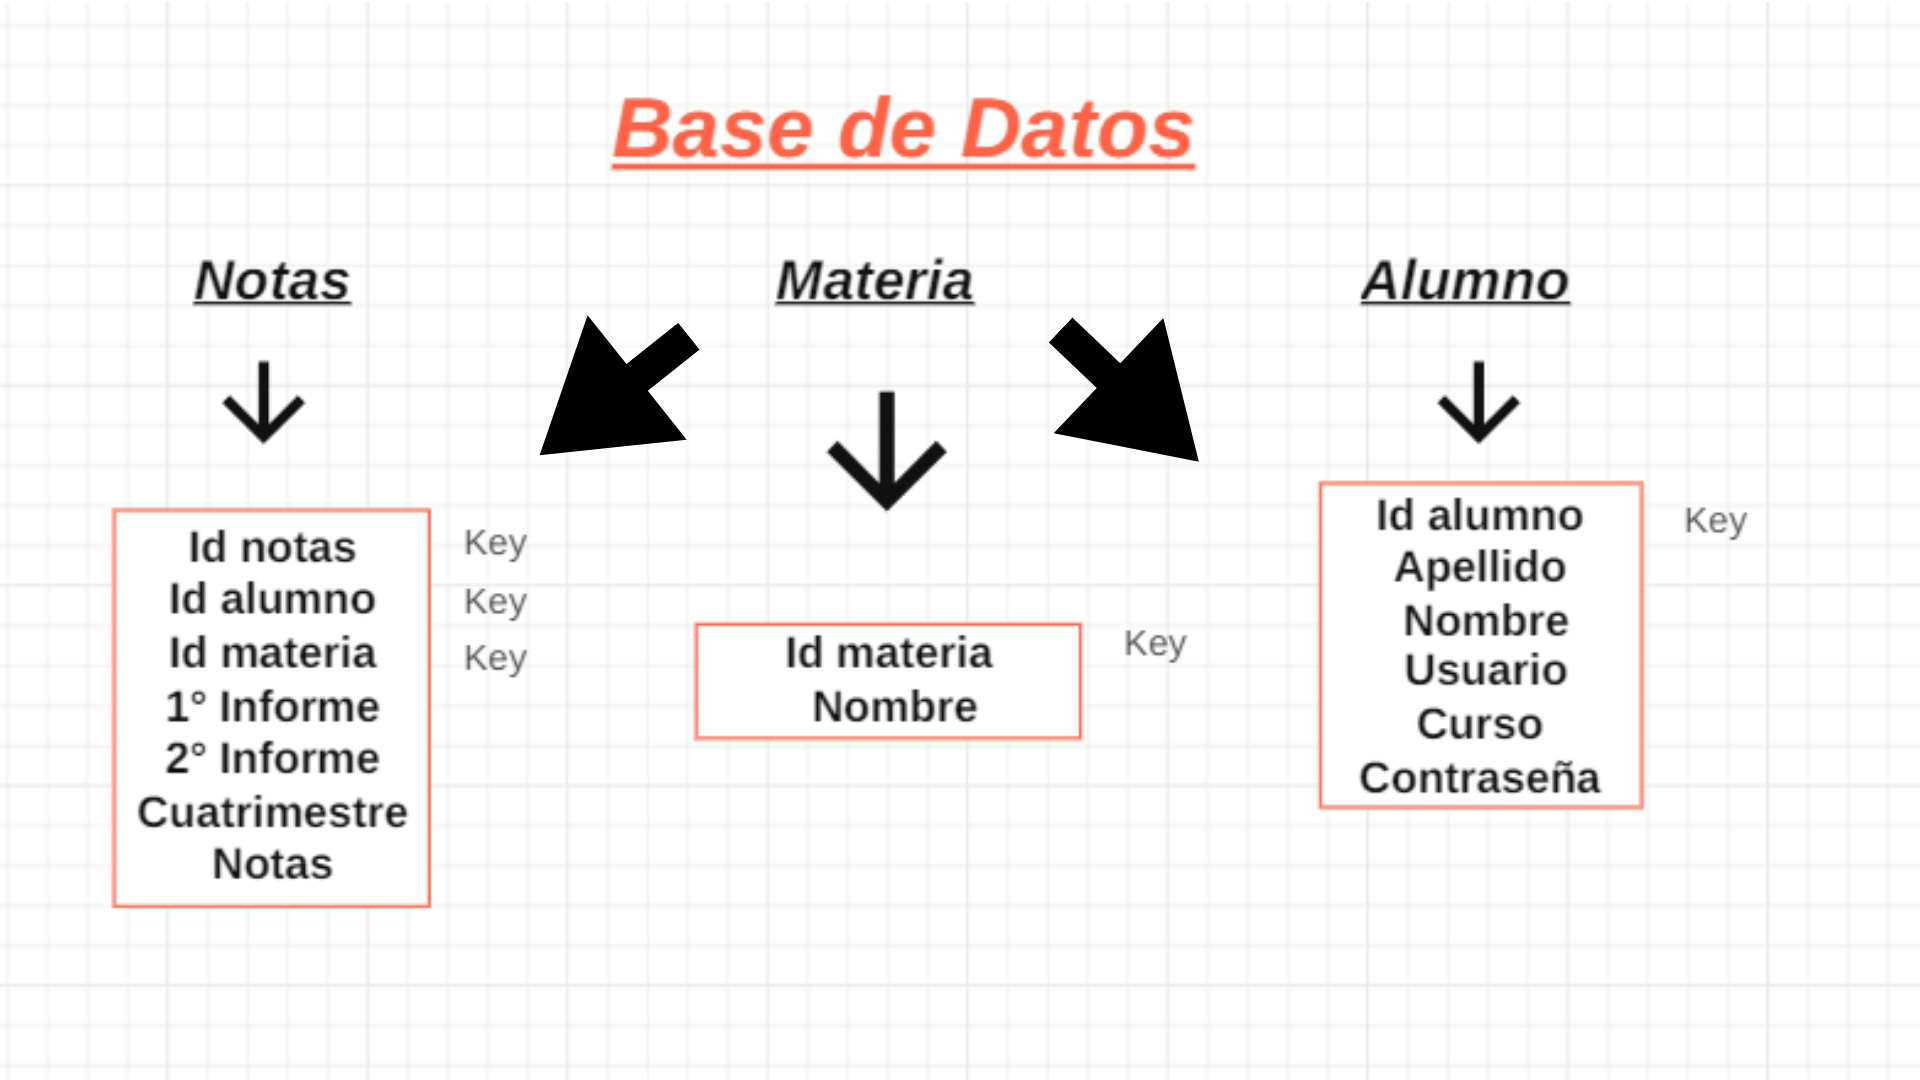 Base de Datos
Notas
Materia
Alumno
Id notas
Id alumno
Id materia
1° Informe
2° Informe
Cuatrimestre
Notas
Key
Key
Key
Id materia
Nombre
Key
Id alumno
Apellido
Nombre
Usuario
Curso
Contraseña
Key